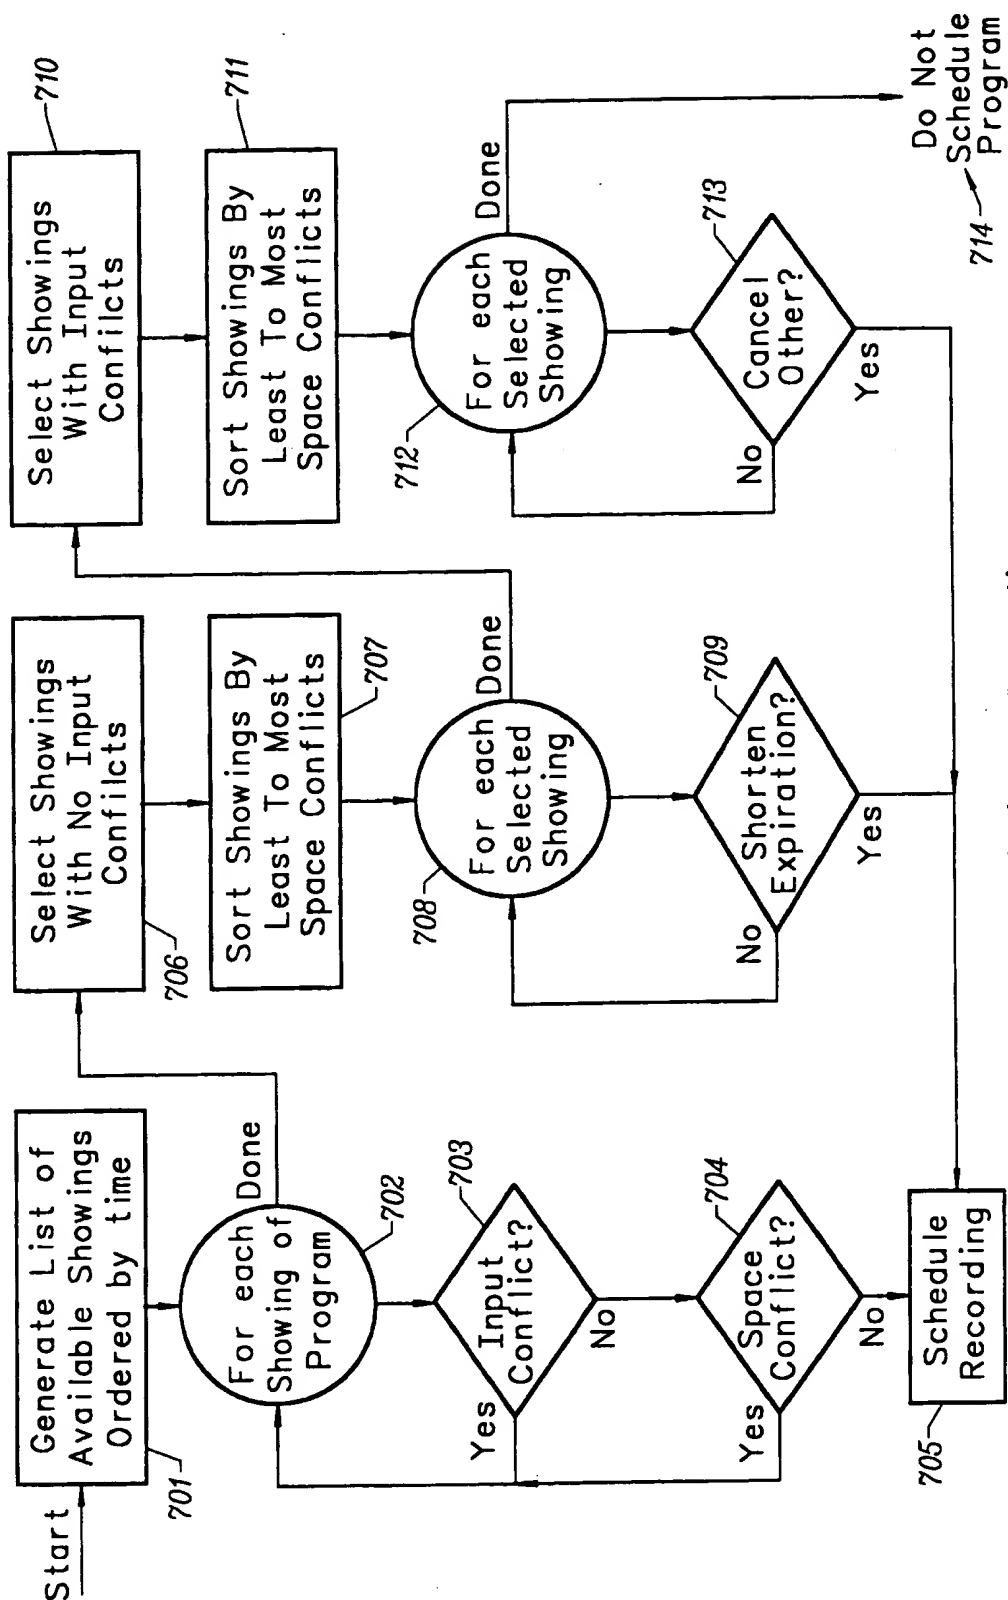 Start
Generate List of
Available Showings
Ordered by time
701
For each
Showing of
Program
Done
702
Input
Conflict?
703
Yes
No
Space
Conflict?
704
Yes
No
Schedule
Recording
705
Select Showings
With No Input
Confilcts
706
Sort Showings By
Least To Most
Space Conflicts
707
For each
Selected
Showing
Done
708
Shorten
Expiration?
709
No
Yes
Select Showings
With Input
Confilcts
710
Sort Showings By
Least To Most
Space Conflicts
711
For each
Selected
Showing
Done
712
Cancel
Other?
713
No
Yes
Do Not
Schedule
Program
714